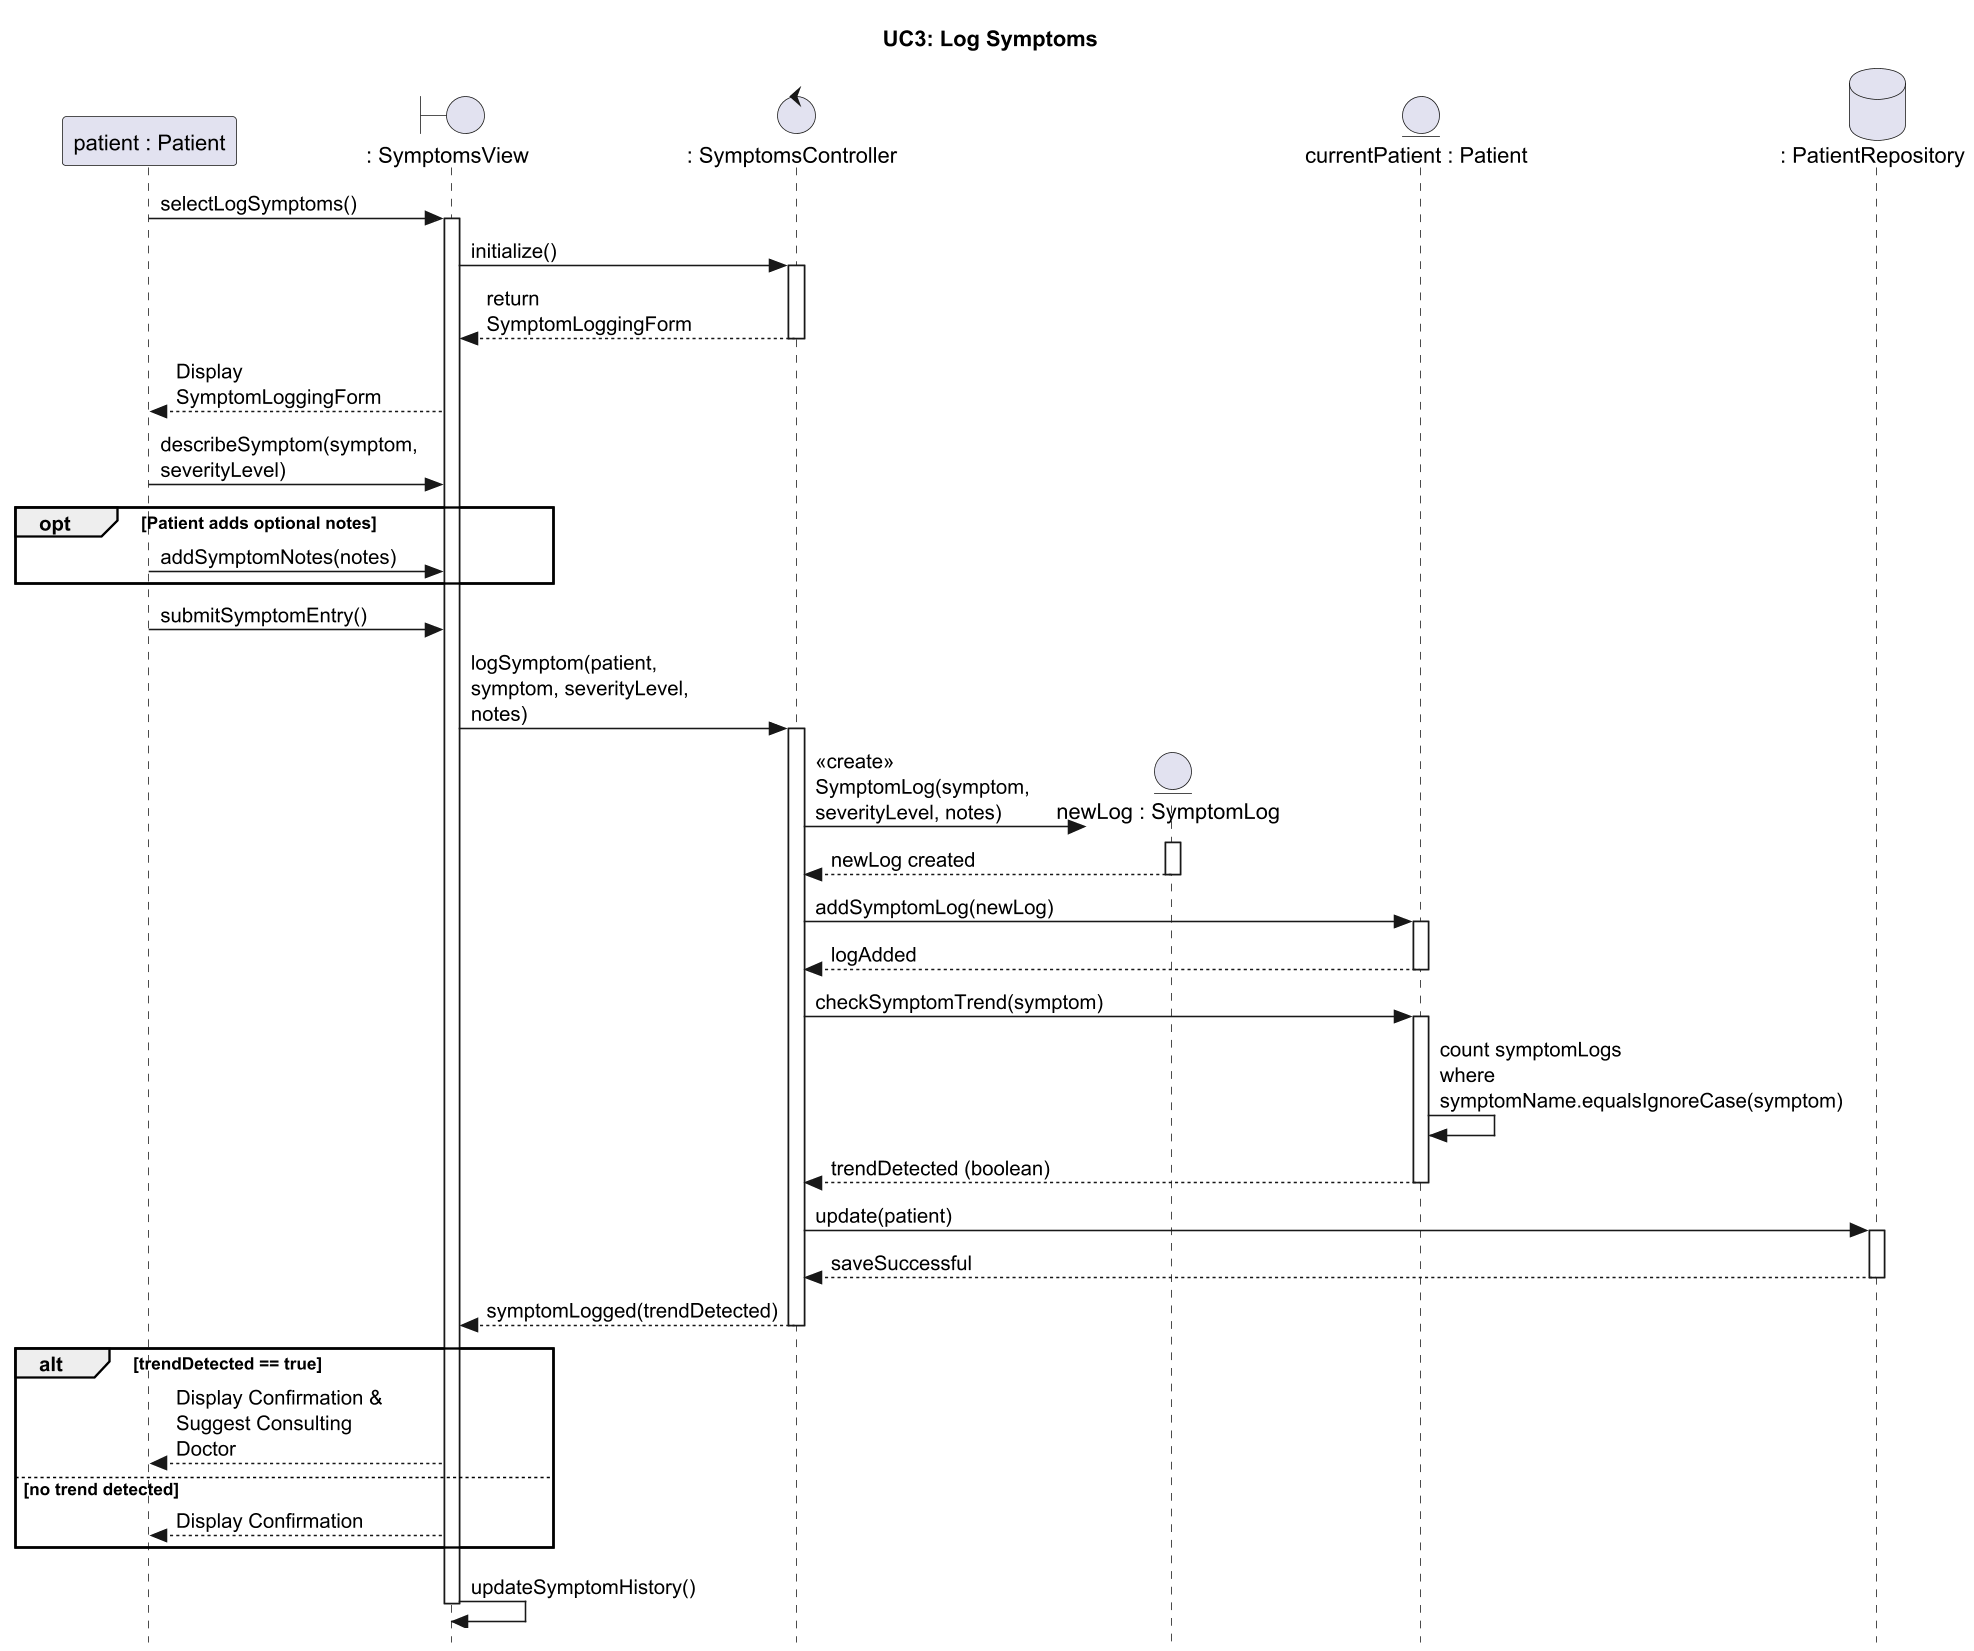 UC3: Log Symptoms
patient : Patient
: SymptomsView
: SymptomsController
currentPatient : Patient
: PatientRepository
selectLogSymptoms()
initialize()
return
SymptomLoggingForm
Display
SymptomLoggingForm
describeSymptom(symptom,
severityLevel)
opt
[Patient adds optional notes]
addSymptomNotes(notes)
submitSymptomEntry()
logSymptom(patient,
symptom, severityLevel,
notes)
«create»
SymptomLog(symptom,
severityLevel, notes)
newLog : SymptomLog
newLog created
addSymptomLog(newLog)
logAdded
checkSymptomTrend(symptom)
count symptomLogs
where
symptomName.equalsIgnoreCase(symptom)
trendDetected (boolean)
update(patient)
saveSuccessful
symptomLogged(trendDetected)
alt
[trendDetected == true]
Display Confirmation &
Suggest Consulting
Doctor
[no trend detected]
Display Confirmation
updateSymptomHistory()